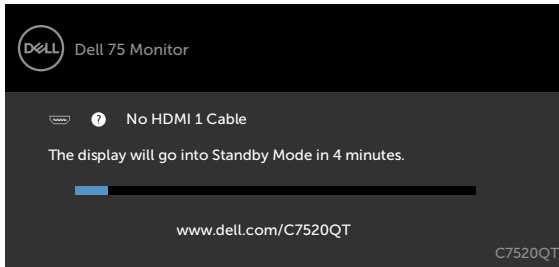 DELL
Dell 75 Monitor
? No HDMI 1 Cable
The display will go into Standby Mode in 4 minutes.
www.dell.com/C7520QT
C7520QT